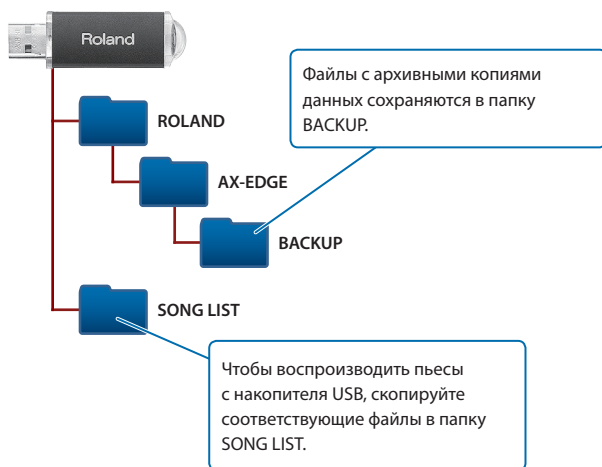 Roland
Файлы с архивными копиями
данных сохраняются в папку
BACKUP.
ROLAND
AX-EDGE
BACKUP
SONG LIST
Чтобы воспроизводить пьесы
с накопителя USB, скопируйте
соответствующие файлы в папку
SONG LIST.